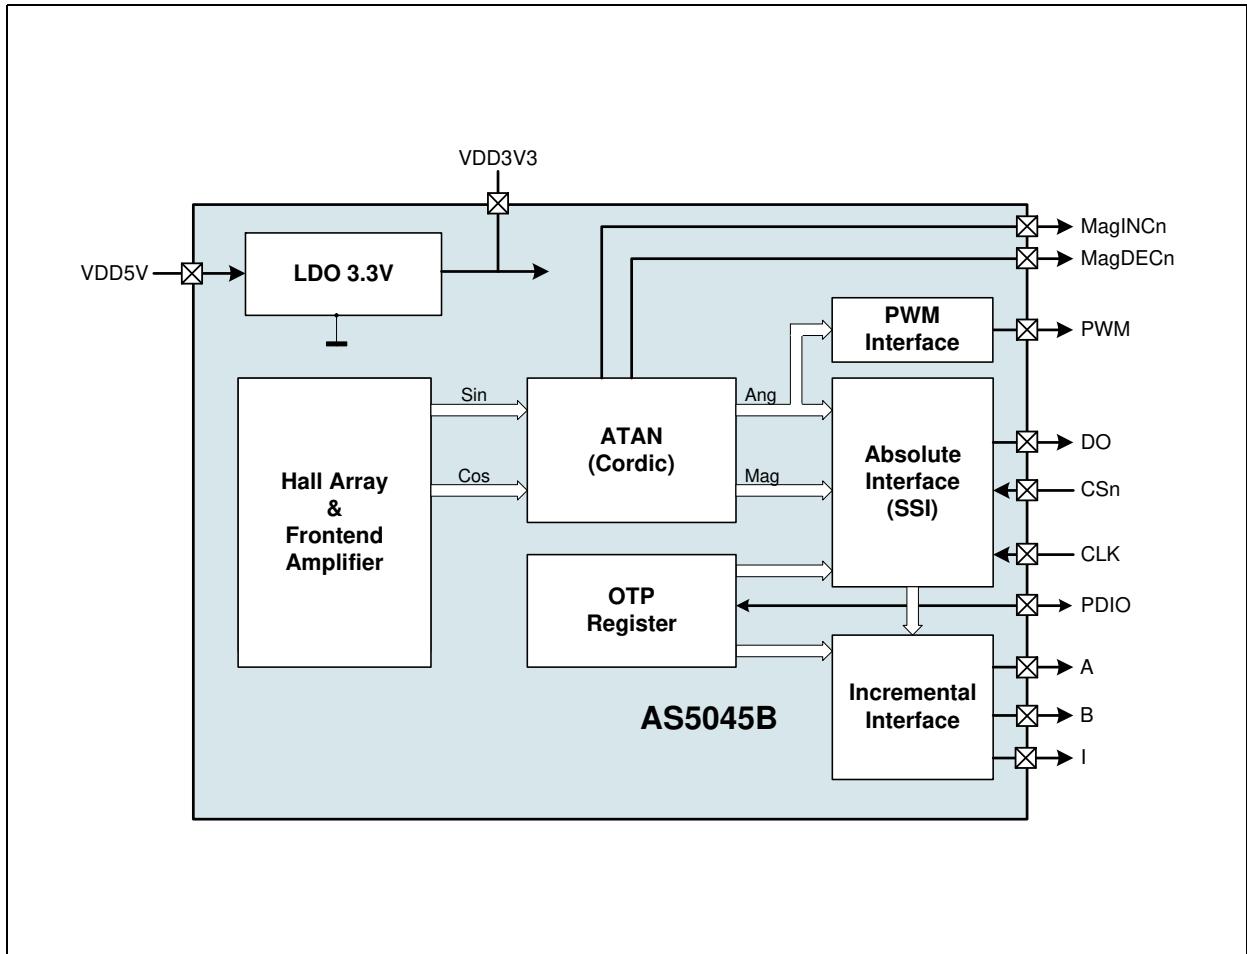 VDD3V3
MagINCn
LDO 3.3V
MagDECn
VDD5V
PWM
Interface
PWM
Sin
Ang
ATAN
(Cordic)
DO
Absolute
Interface
(SSI)
Cos
Mag
Hall Array
&
Frontend
Amplifier
CSn
CLK
OTP
Register
PDIO
A
Incremental
Interface
AS5045B
B
I